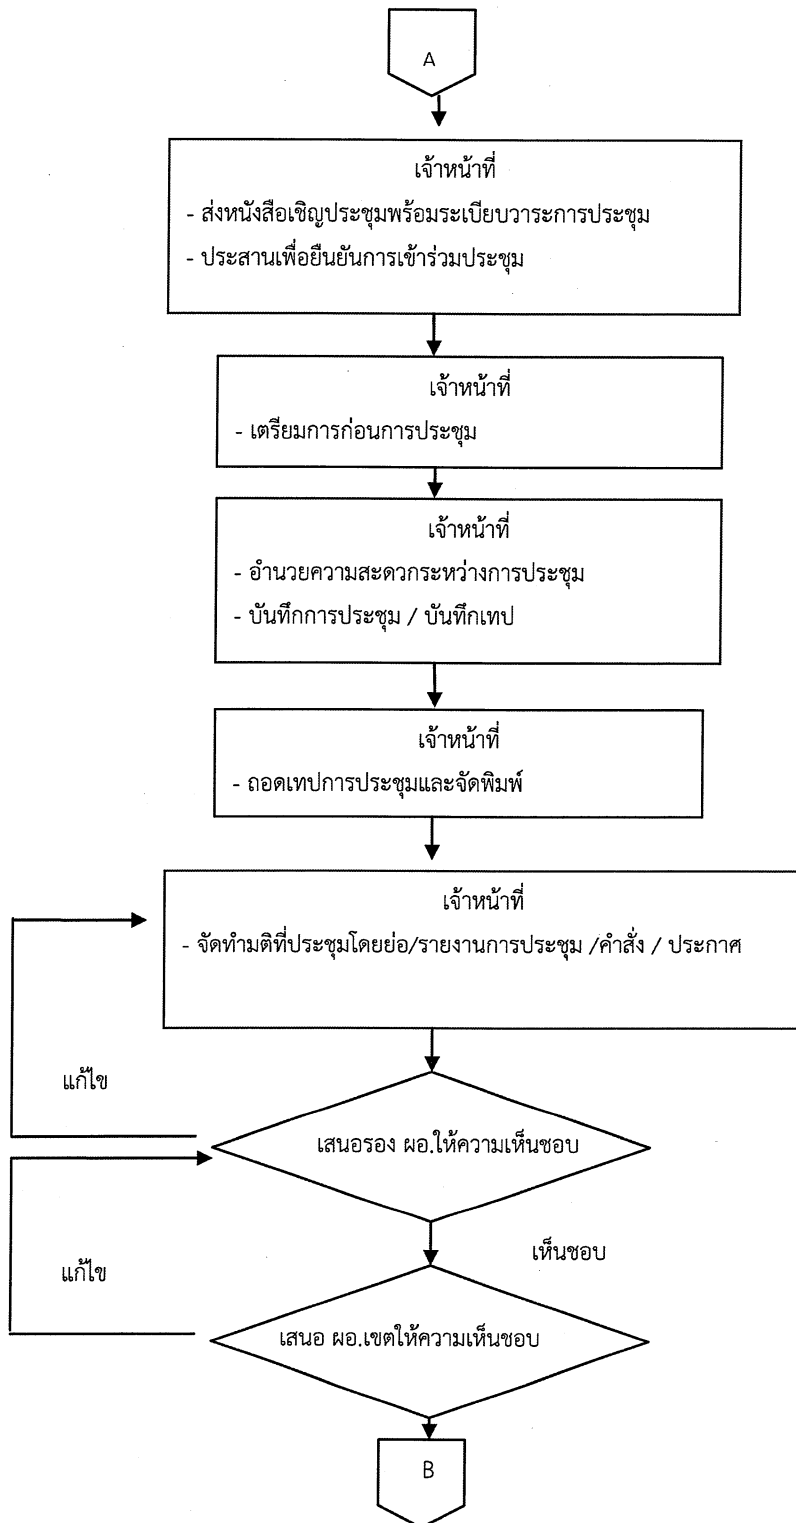 A
เจ้าหน้าที่
- ส่งหนังสือเชิญประชุมพร้อมระเบียบวาระการประชุม
- ประสานเพื่อยืนยันการเข้าร่วมประชุม
เจ้าหน้าที่
- เตรียมการก่อนการประชุม
เจ้าหน้าที่
- อำนวยความสะดวกระหว่างการประชุม
- บันทึกการประชุม / บันทึกเทป
เจ้าหน้าที่
- ถอดเทปการประชุมและจัดพิมพ์
เจ้าหน้าที่
- จัดทำมติที่ประชุมโดยย่อ/รายงานการประชุม /คำสั่ง / ประกาศ
แก้ไข
เสนอรอง ผอ.ให้ความเห็นชอบ
เห็นชอบ
แก้ไข
เสนอ ผอ.เขตให้ความเห็นชอบ
B